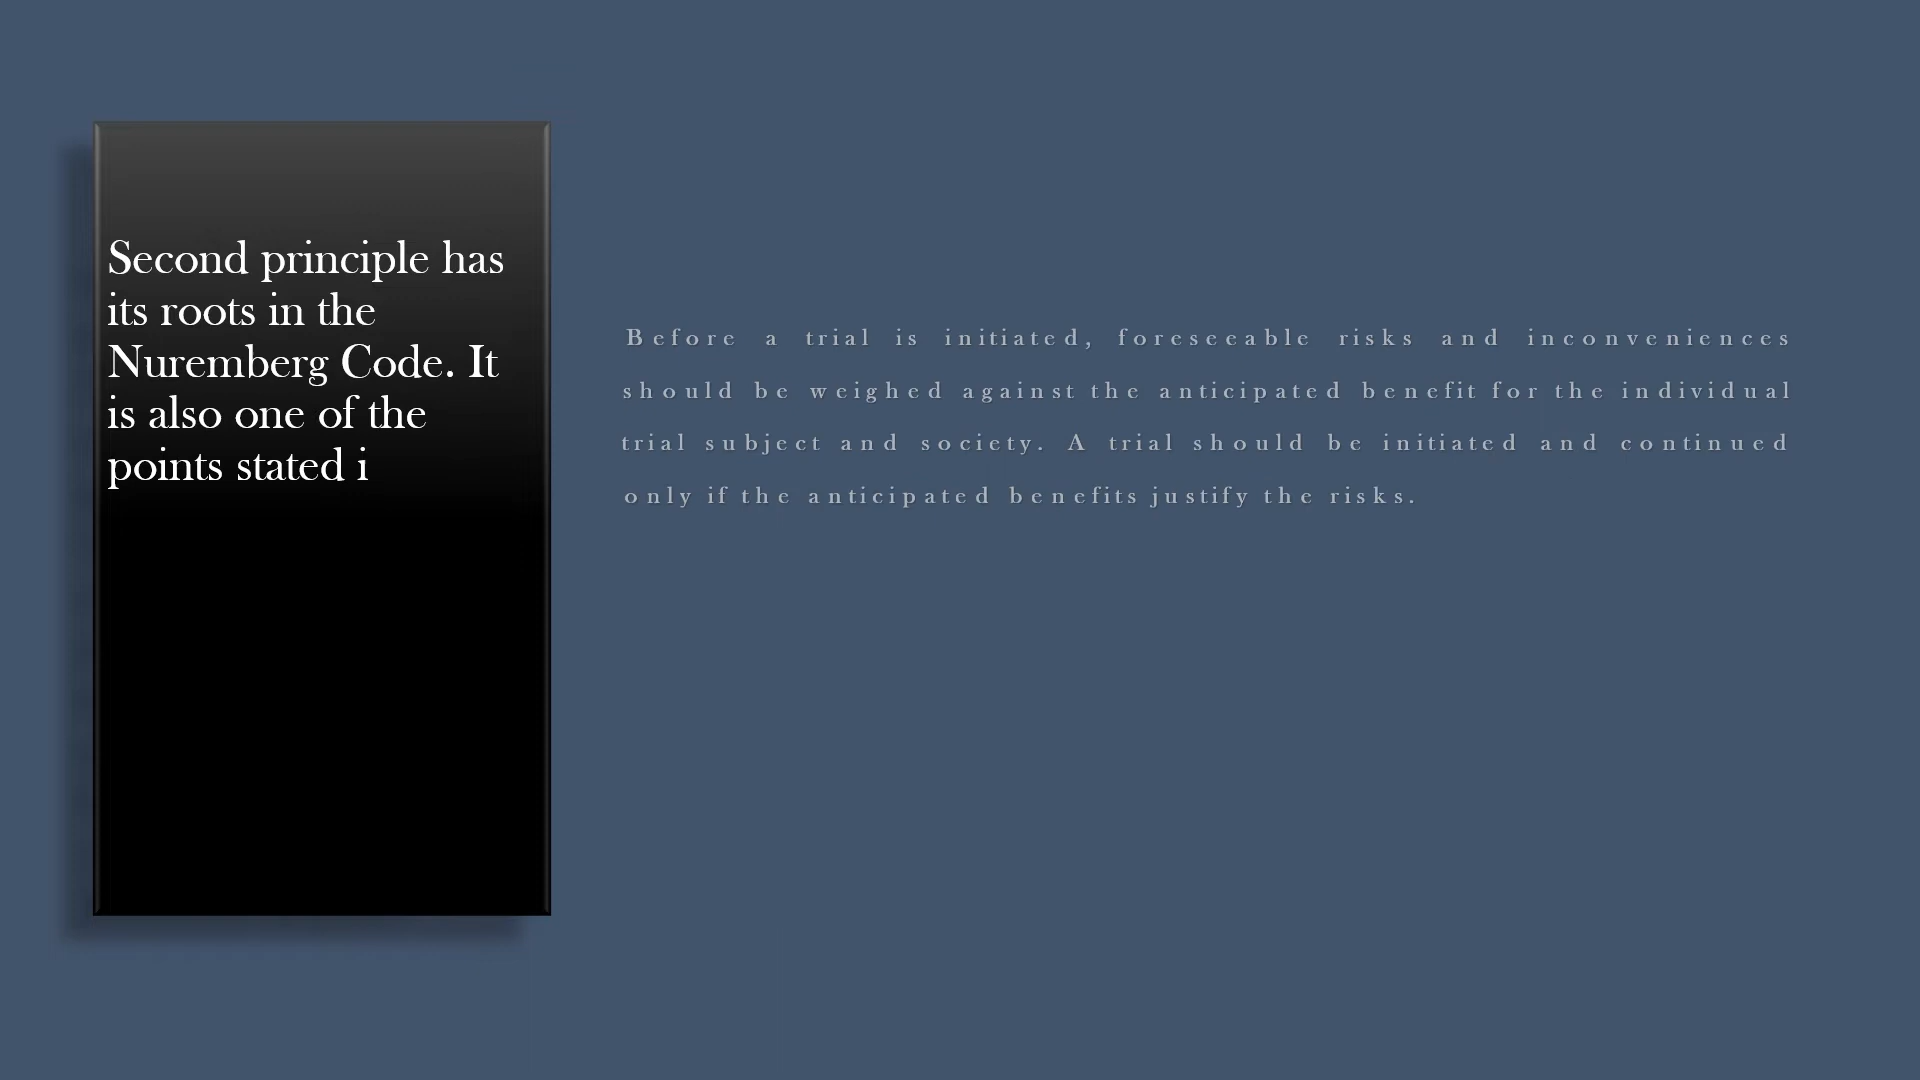 Second principle has
its roots in the
Nuremberg Code. It
is also one of the
points stated i
Before a trial is initiated, foreseeable risks and inconveniences
should be weighed against the anticipated benefit for the individual
trial subject and society. A trial should be initiated and continued
only if the anticipated benefits justify the risks.